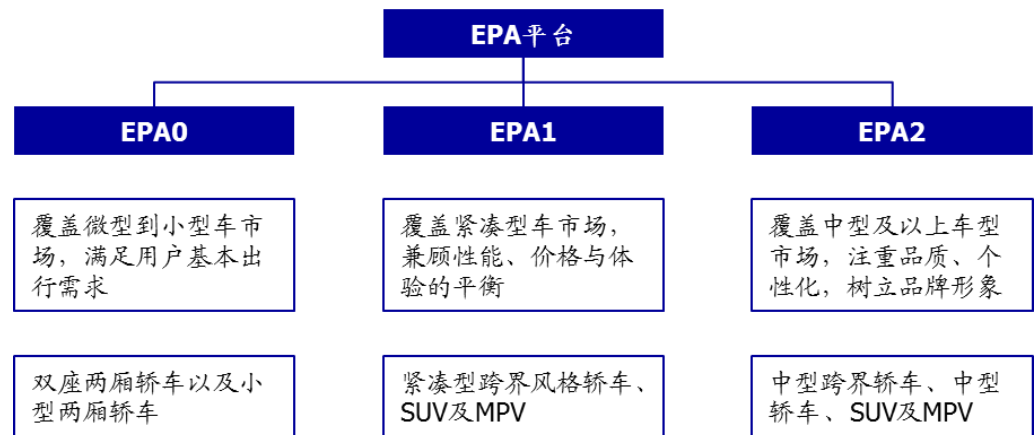 EPA平台
EPA0
EPA1
EPA2
覆盖微型到小型车市
场，满足用户基本出
行需求
覆盖紧凑型车市场，
兼顾性能、价格与体
验的平衡
覆盖中型及以上车型
市场，注重品质、个
性化，树立品牌形象
双座两厢轿车以及小
型两厢轿车
紧凑型跨界风格轿车、
SUV及MPV
中型跨界轿车、中型
轿车、SUV及MPV